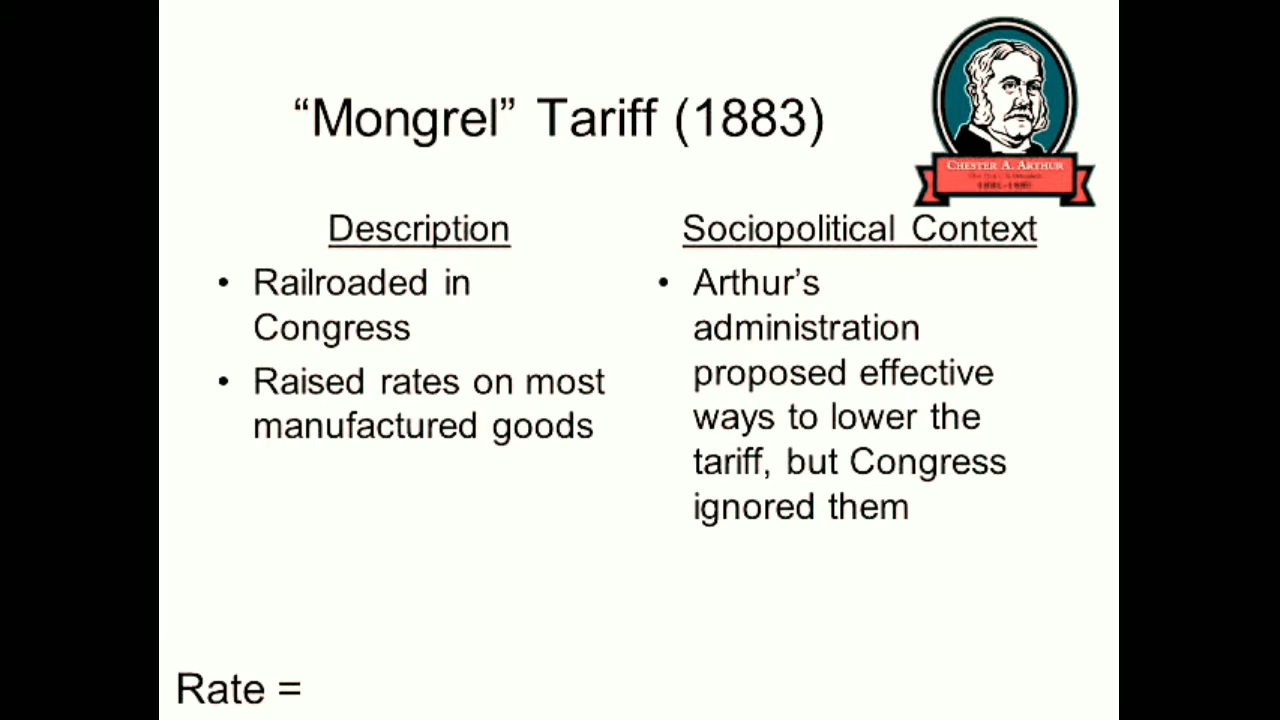 “Mongrel” Tariff (1883)
CHESTER A. ARTHUR
Description
• Railroaded in
Congress
• Raised rates on most
manufactured goods
Sociopolitical Context
• Arthur’s
administration
proposed effective
ways to lower the
tariff, but Congress
ignored them
Rate =